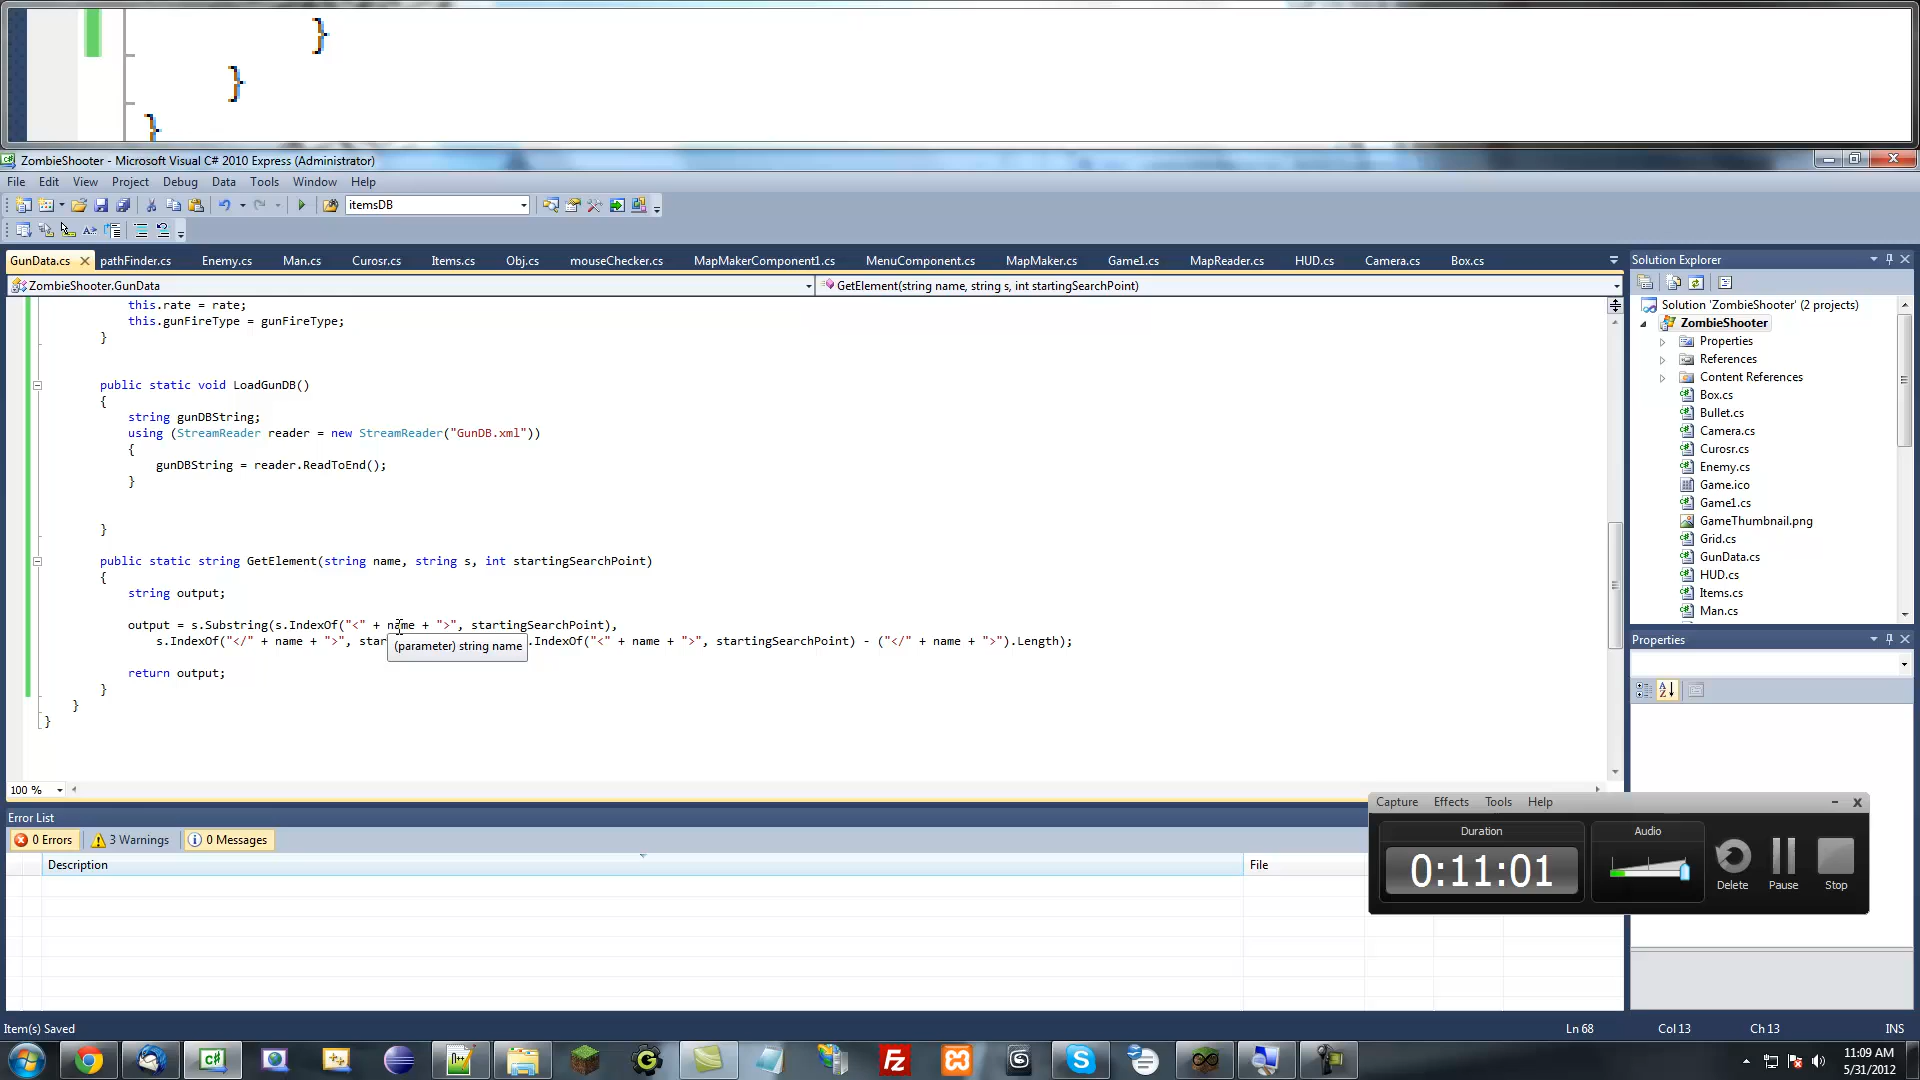 }
}
}
ZombieShooter - Microsoft Visual C# 2010 Express (Administrator)
File Edit View Project Debug Data Tools Window Help
itemsDB
GunData.cs pathFinder.cs Enemy.cs Man.cs Curosr.cs Items.cs Obj.cs mouseChecker.cs MapMakerComponent1.cs MenuComponent.cs MapMaker.cs Game1.cs MapReader.cs HUD.cs Camera.cs Box.cs
ZombieShooter.GunData
GetElement(string name, string s, int startingSearchPoint)
this.rate = rate;
this.gunFireType = gunFireType;
}
public static void LoadGunDB()
{
string gunDBString;
using (StreamReader reader = new StreamReader("GunDB.xml"))
{
gunDBString = reader.ReadToEnd();
}
}
public static string GetElement(string name, string s, int startingSearchPoint)
{
string output;
output = s.Substring(s.IndexOf("<" + name + ">", startingSearchPoint),
s.IndexOf("</" + name + ">", star .IndexOf("<" + name + ">", startingSearchPoint) - ("</" + name + ">").Length);
(parameter) string name
return output;
}
}
}
100 %
Solution Explorer
Solution 'ZombieShooter' (2 projects)
ZombieShooter
Properties
References
Content References
Box.cs
Bullet.cs
Camera.cs
Curosr.cs
Enemy.cs
Game.ico
Game1.cs
GameThumbnail.png
Grid.cs
GunData.cs
HUD.cs
Items.cs
Man.cs
Properties
Error List
0 Errors 3 Warnings 0 Messages
Description File
Capture Effects Tools Help
Duration
0:11:01
Audio
Delete Pause Stop
Item(s) Saved
Ln 68 Col 13 Ch 13 INS
11:09 AM
5/31/2012